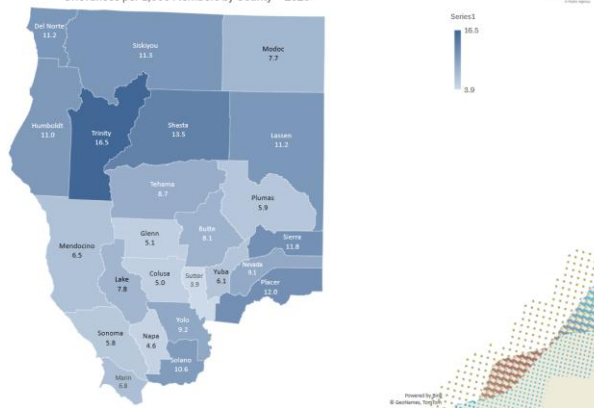 Del Norte
11.2
Siskiyou
11.3
Modoc
7.7
Series1
16.5
3.9
Humboldt
11.0
Trinity
16.5
Shasta
13.5
Lassen
11.2
Tehama
8.7
Plumas
5.9
Mendocino
6.5
Glenn
5.1
Butte
8.1
Sierra
11.8
Lake
7.8
Colusa
5.0
Sutter
3.9
Yuba
6.1
Nevada
9.1
Placer
Sonoma
5.8
Napa
4.6
Yolo
9.2
Solano
10.6
Marin
6.8
Powered by Bing
© GeoNames, TomTom